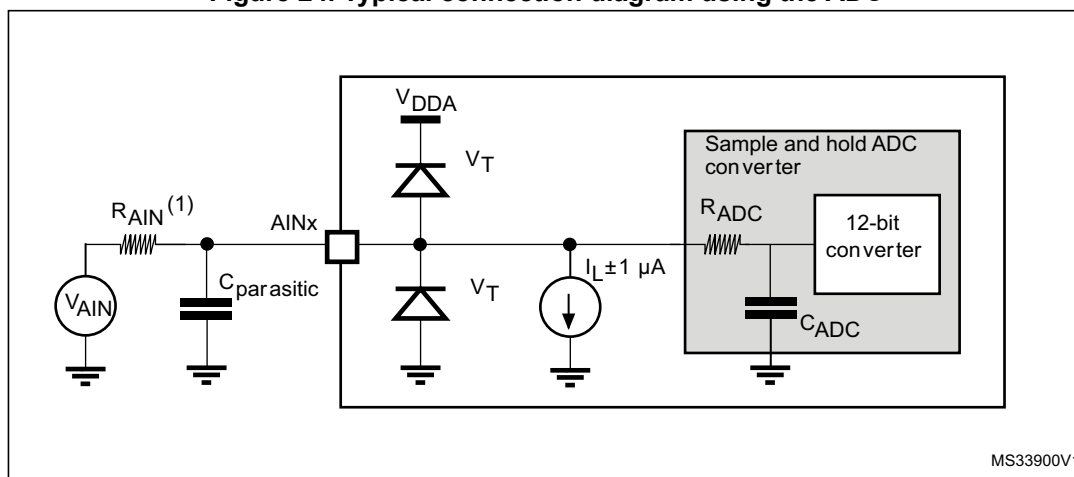 Figure Typical connection diagram using the ADC
VDDA
VT
Sample and hold ADC
converter
RAIN(1)
AINx
RADC
12-bit
converter
IL±1 µA
Cparasitic
VT
VAIN
CADC
MS33900V1